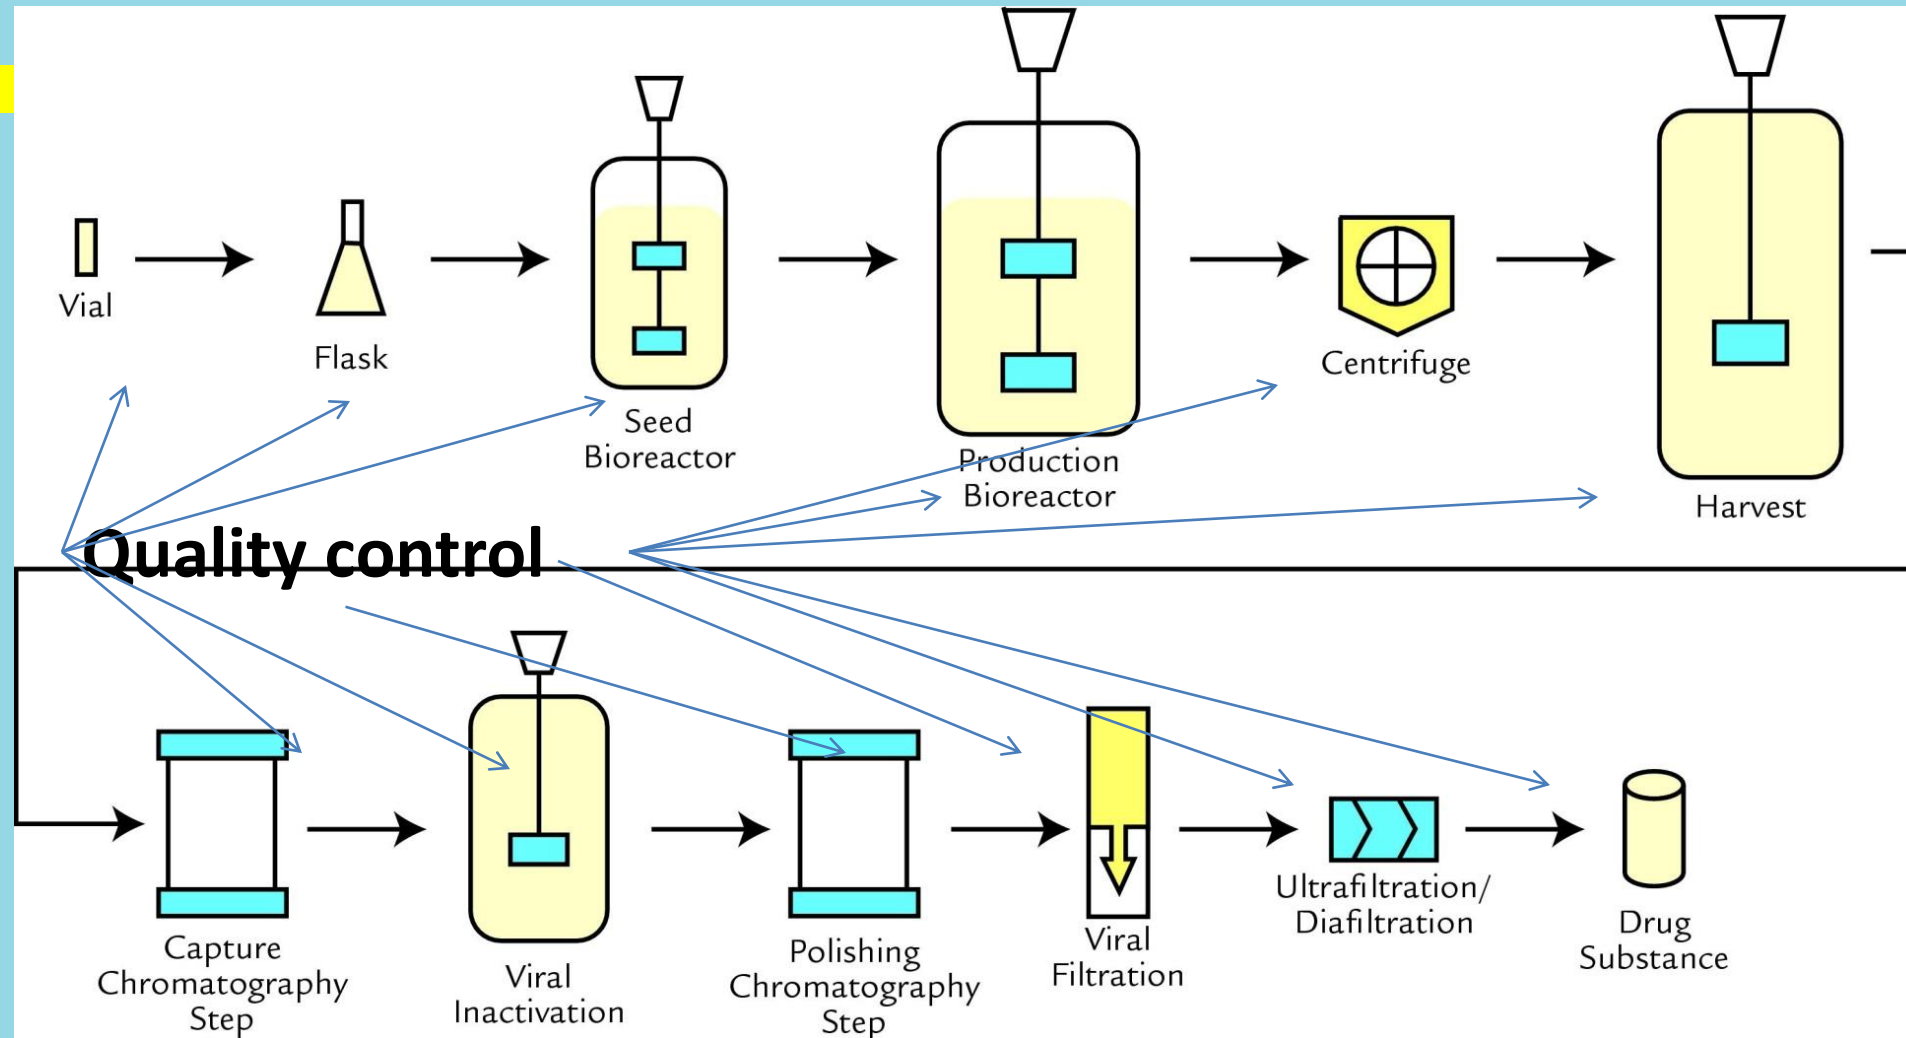 Vial
Flask
Seed
Bioreactor
Production
Bioreactor
Centrifuge
Harvest
Quality control
Capture
Chromatography
Step
Viral
Inactivation
Polishing
Chromatography
Step
Viral
Filtration
Ultrafiltration/
Diafiltration
Drug
Substance